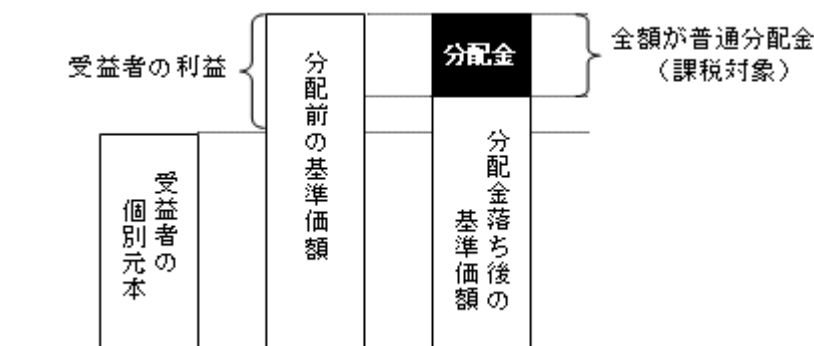 受益者の利益
分配前の基準価額
分配金
全額が普通分配金
（課税対象）
受益者の
個別元本
分配金落ち後の
基準価額